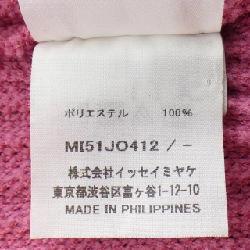 ポリエステル 100%
MI51JO412 / -
株式会社イッセイミヤケ
東京都渋谷区富ヶ谷1-12-10
MADE IN PHILIPPINES